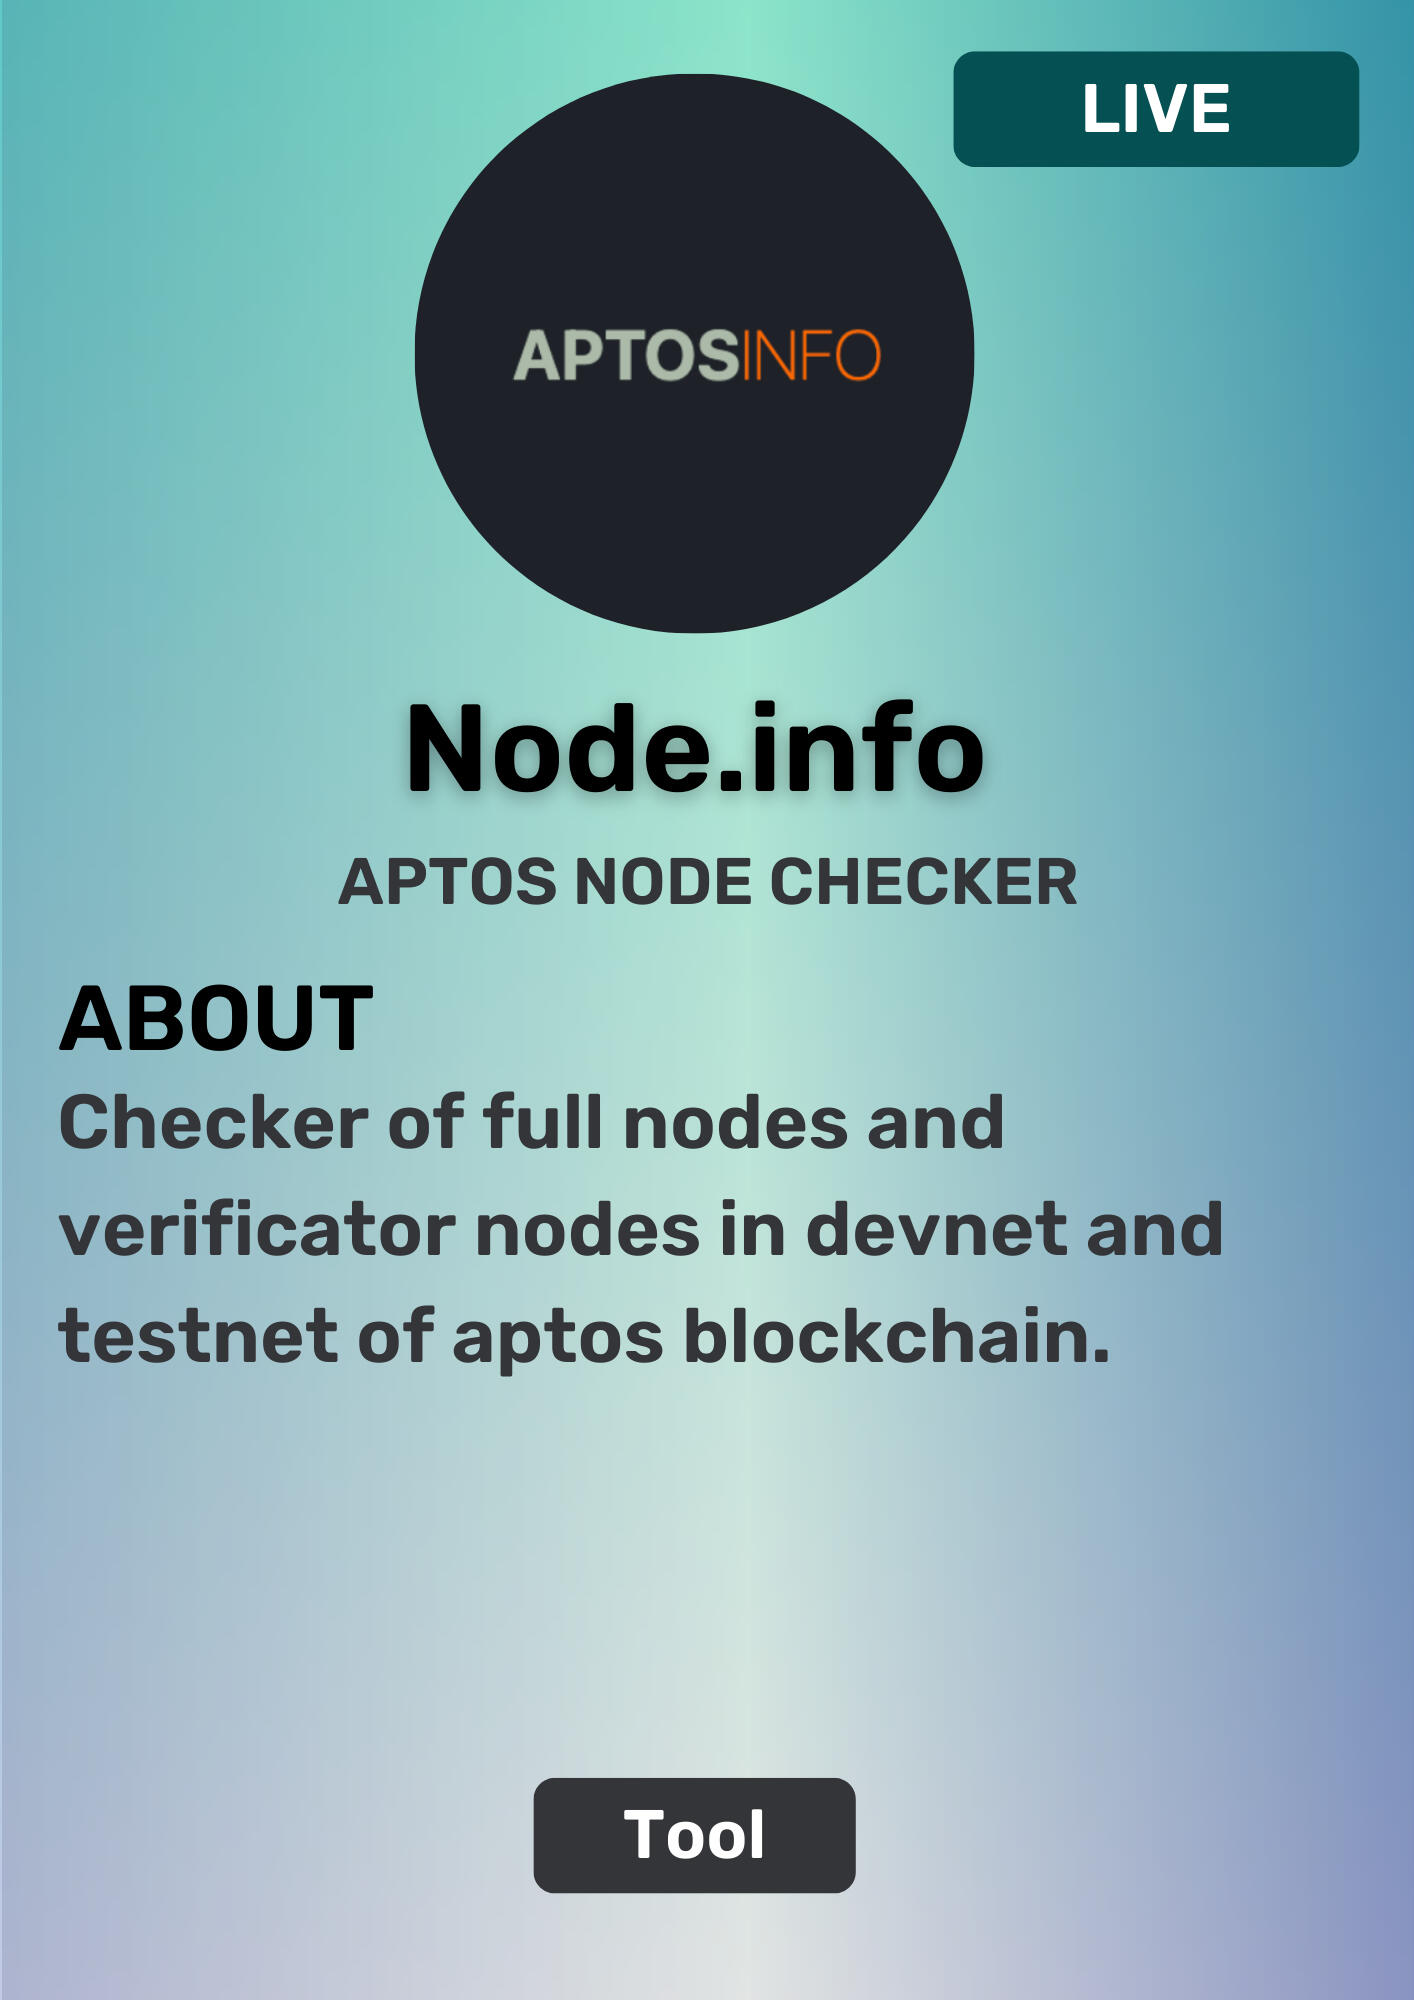 LIVE
APTOSINFO
Node.info
APTOS NODE CHECKER
ABOUT
Checker of full nodes and
verificator nodes in devnet and
testnet of aptos blockchain.
Tool